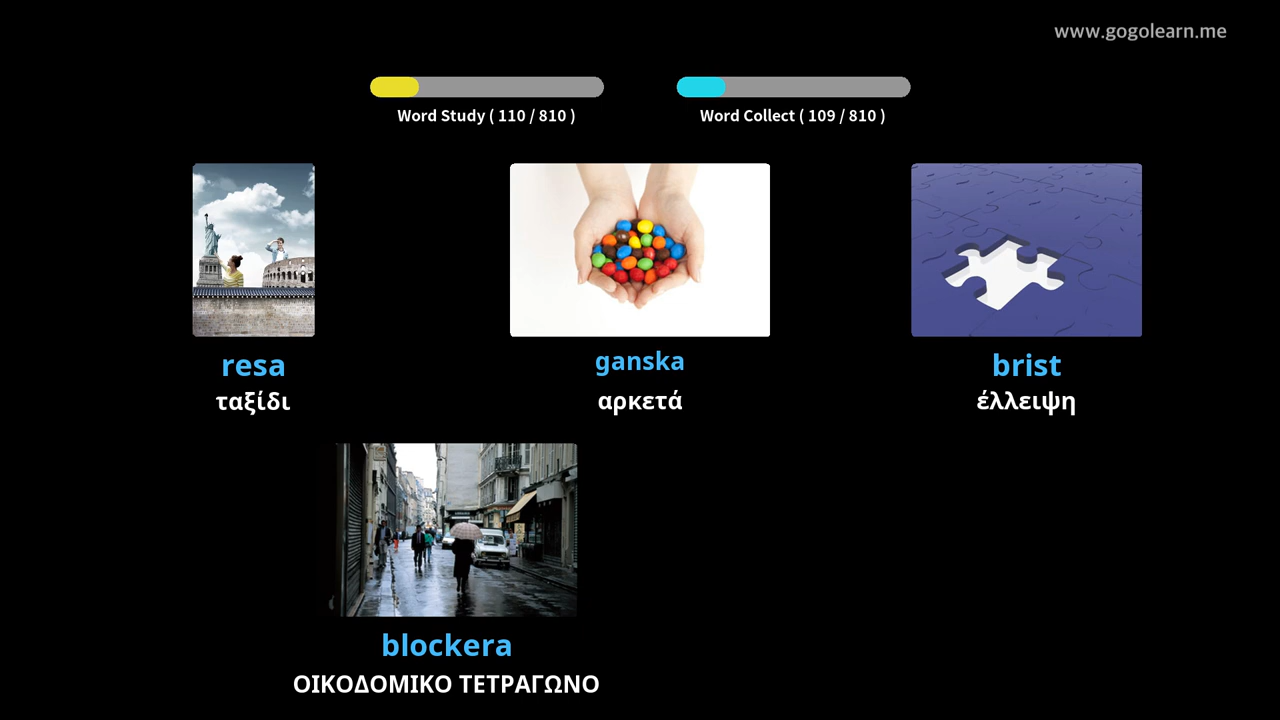 www.gogolearn.me
Word Study ( 110 / 810 )
Word Collect ( 109 / 810 )
resa
ταξίδι
ganska
αρκετά
brist
έλλειψη
blockera
ΟΙΚΟΔΟΜΙΚΟ ΤΕΤΡΑΓΩΝΟ